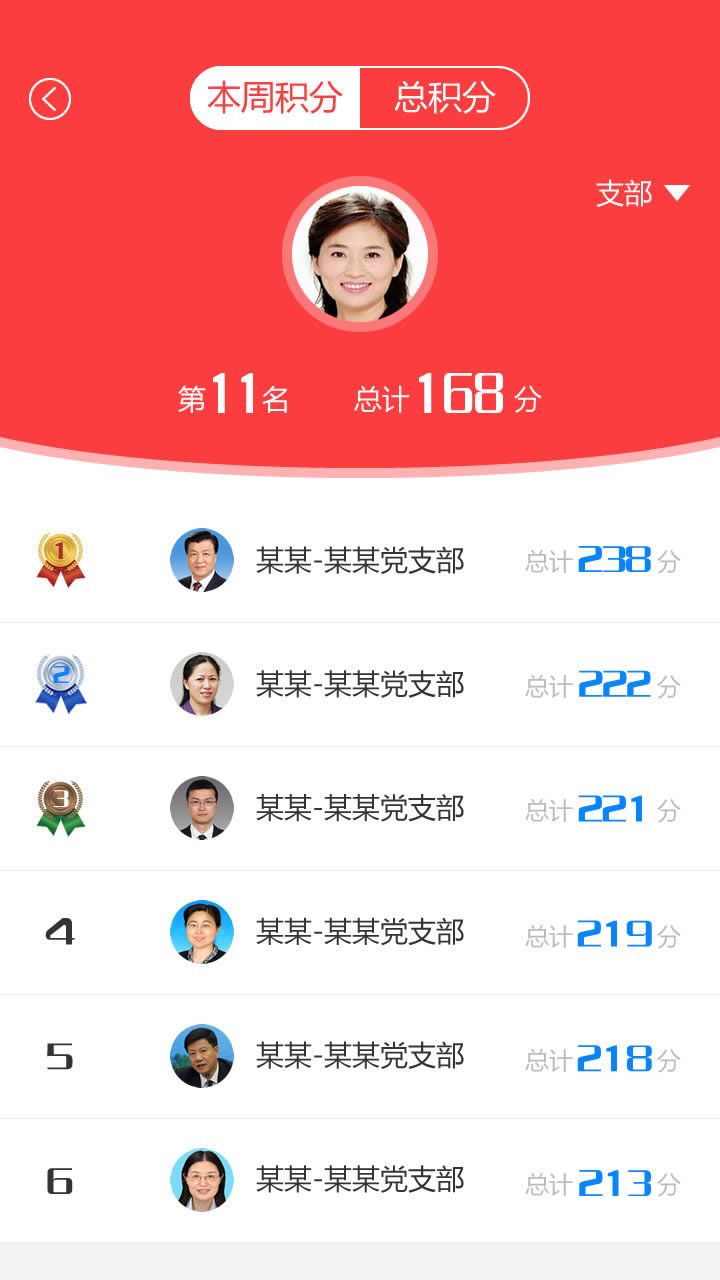 本周积分 总积分
支部
第11名 总计168分
1 某某-某某党支部 总计238分
2 某某-某某党支部 总计222分
3 某某-某某党支部 总计221分
4 某某-某某党支部 总计219分
5 某某-某某党支部 总计218分
6 某某-某某党支部 总计213分